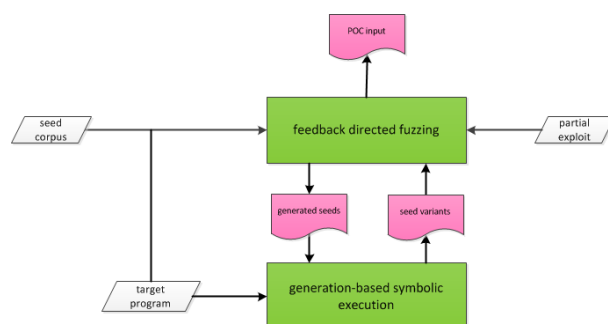 POC input
seed
corpus
feedback directed fuzzing
partial
exploit
generated seeds
seed variants
target
program
generation-based symbolic
execution